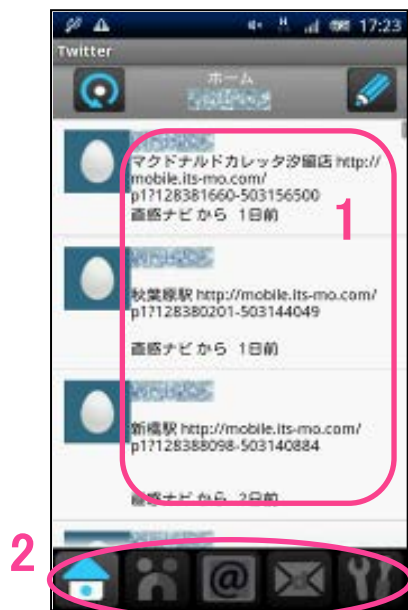 17:23
Twitter
ホーム
マクドナルドカレッタ汐留店 http://
mobile.its-mo.com/
p1?128381660-503156500
直感ナビ から 1日前
1
秋葉原駅 http://mobile.its-mo.com/
p1?128380201-503144049
直感ナビ から 1日前
新橋駅 http://mobile.its-mo.com/
p1?128388098-503140884
直感ナビ から 2日前
2
@